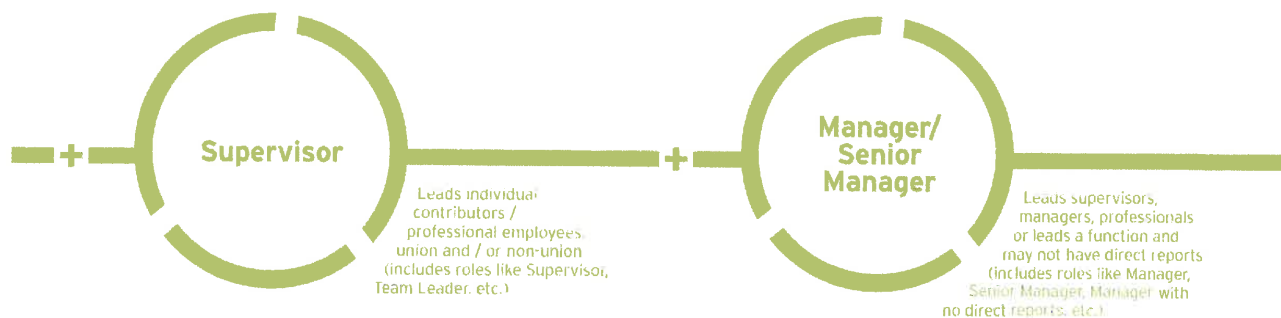 +
Supervisor
Leads individual
contributors /
professional employees,
union and / or non-union
(includes roles like Supervisor,
Team Leader, etc.)
+
Manager/
Senior
Manager
Leads supervisors,
managers, professionals
or leads a function and
may not have direct reports
(includes roles like Manager,
Senior Manager, Manager with
no direct reports, etc.)